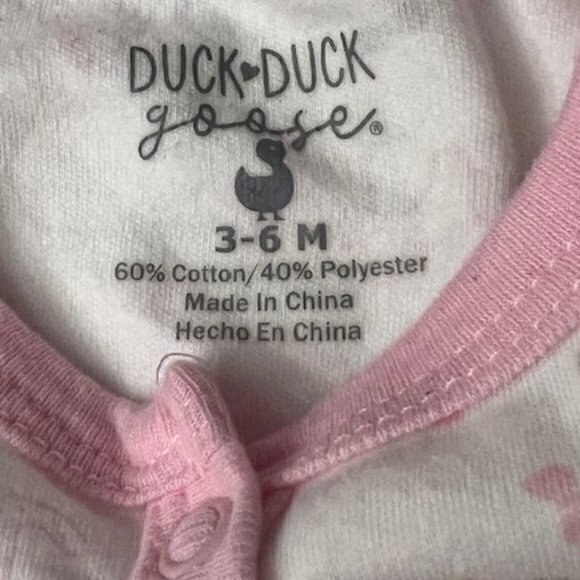 DUCK♥DUCK
goose®
3-6 M
60% Cotton/40% Polyester
Made In China
Hecho En China